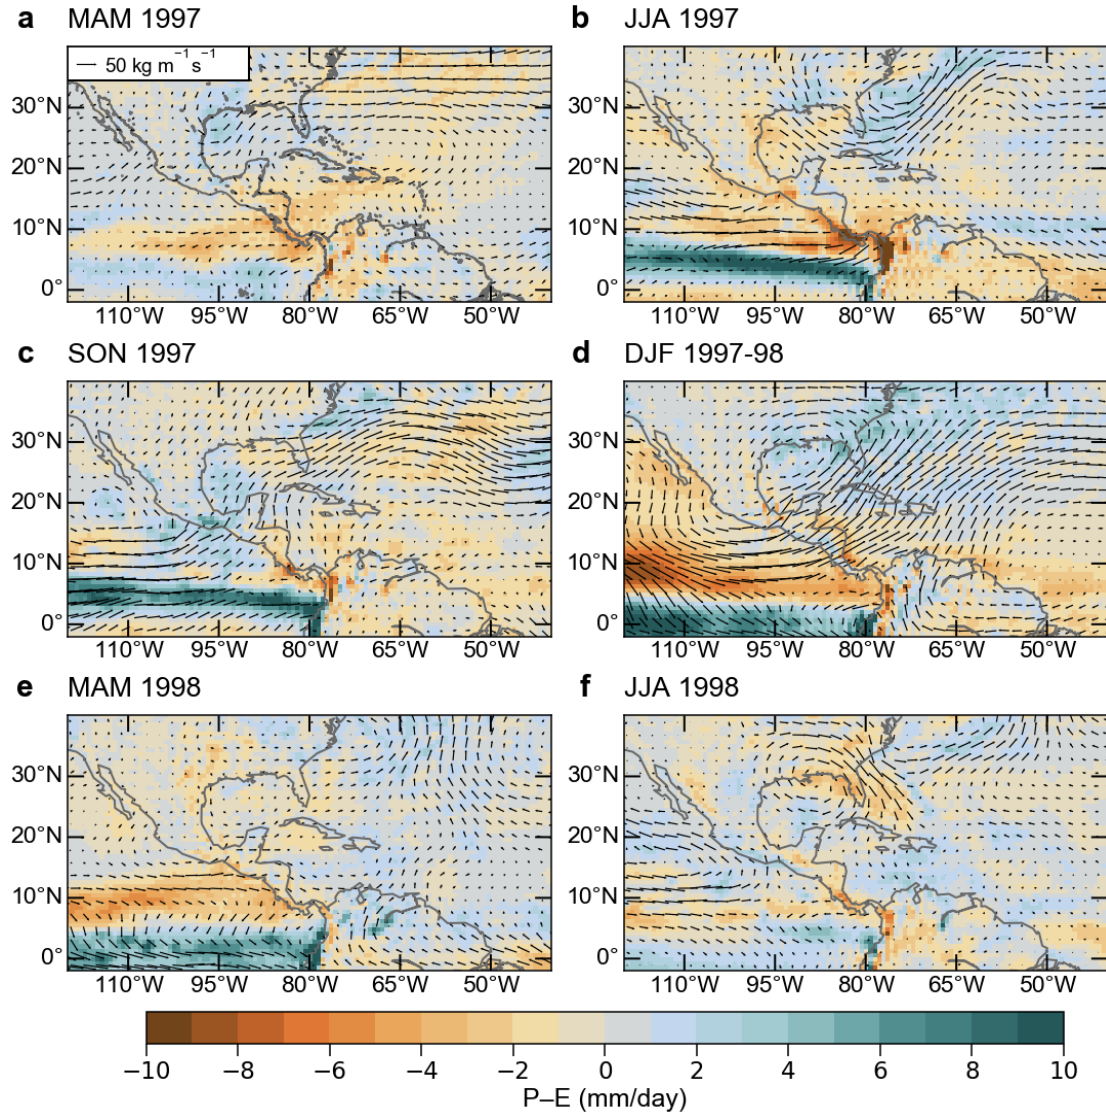 a MAM 1997
b JJA 1997
50 kg m⁻¹ s⁻¹
30°N
20°N
10°N
0°
110°W 95°W 80°W 65°W 50°W
30°N
20°N
10°N
0°
110°W 95°W 80°W 65°W 50°W
c SON 1997
d DJF 1997-98
30°N
20°N
10°N
0°
110°W 95°W 80°W 65°W 50°W
30°N
20°N
10°N
0°
110°W 95°W 80°W 65°W 50°W
e MAM 1998
f JJA 1998
30°N
20°N
10°N
0°
110°W 95°W 80°W 65°W 50°W
30°N
20°N
10°N
0°
110°W 95°W 80°W 65°W 50°W
−10 −8 −6 −4 −2 0 2 4 6 8 10
P–E (mm/day)